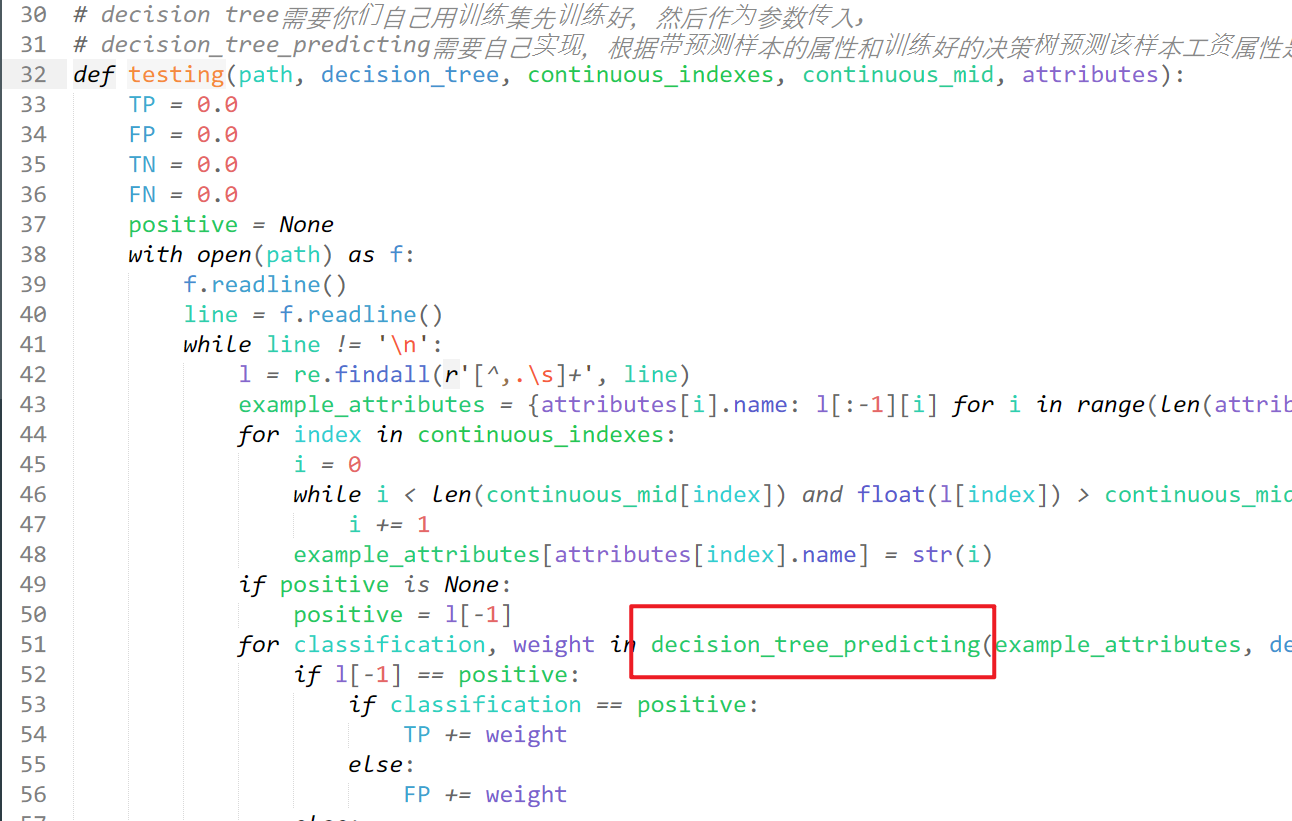 30 # decision tree需要你们自己用训练集先训练好，然后作为参数传入，
31 # decision_tree_predicting需要自己实现，根据带预测样本的属性和训练好的决策树预测该样本工资属性
32 def testing(path, decision_tree, continuous_indexes, continuous_mid, attributes):
33 TP = 0.0
34 FP = 0.0
35 TN = 0.0
36 FN = 0.0
37 positive = None
38 with open(path) as f:
39 f.readline()
40 line = f.readline()
41 while line != '\n':
42 l = re.findall(r'[^,.\s]+', line)
43 example_attributes = {attributes[i].name: l[:-1][i] for i in range(len(attrib
44 for index in continuous_indexes:
45 i = 0
46 while i < len(continuous_mid[index]) and float(l[index]) > continuous_mid
47 i += 1
48 example_attributes[attributes[index].name] = str(i)
49 if positive is None:
50 positive = l[-1]
51 for classification, weight in decision_tree_predicting(example_attributes, de
52 if l[-1] == positive:
53 if classification == positive:
54 TP += weight
55 else:
56 FP += weight